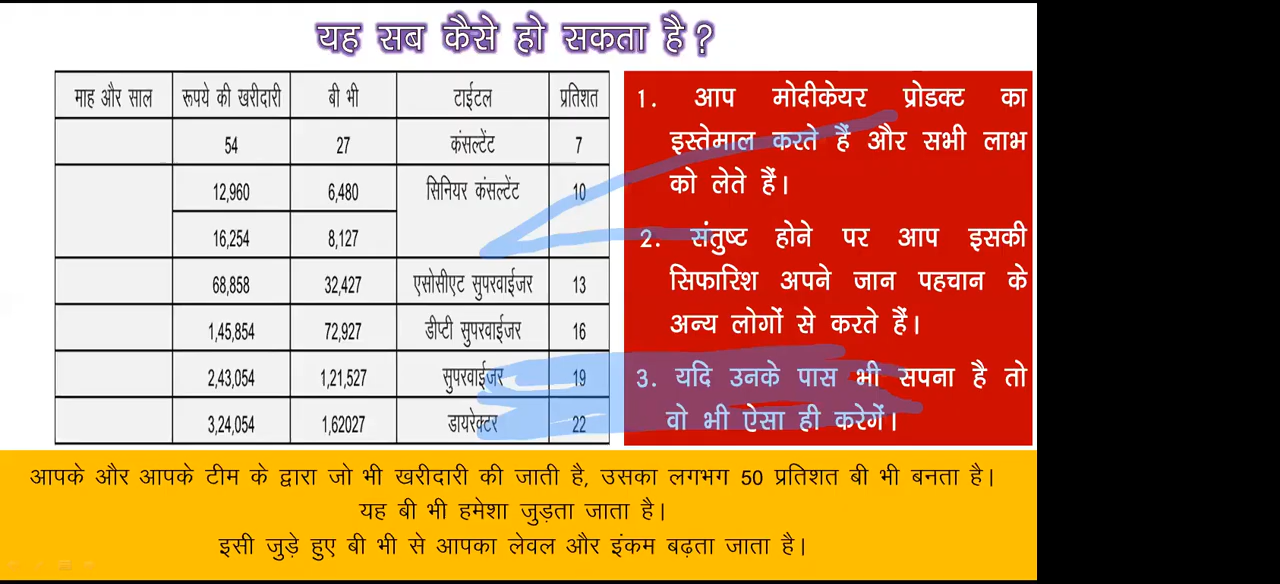 यह सब कैसे हो सकता है ?
माह और साल रूपये की खरीदारी बी भी टाईटल प्रतिशत
54 27 कंसल्टेंट 7
12,960 6,480 सिनियर कंसल्टेंट 10
16,254 8,127
68,858 32,427 एसोसीएट सुपरवाईजर 13
1,45,854 72,927 डीप्टी सुपरवाईजर 16
2,43,054 1,21,527 सुपरवाईजर 19
3,24,054 1,62027 डायरेक्टर 22
1. आप मोदीकेयर प्रोडक्ट का
इस्तेमाल करते हैं और सभी लाभ
को लेते हैं।
2. संतुष्ट होने पर आप इसकी
सिफारिश अपने जान पहचान के
अन्य लोगों से करते हैं।
3. यदि उनके पास भी सपना है तो
वो भी ऐसा ही करेगें।
आपके और आपके टीम के द्वारा जो भी खरीदारी की जाती है, उसका लगभग 50 प्रतिशत बी भी बनता है।
यह बी भी हमेशा जुड़ता जाता है।
इसी जुड़े हुए बी भी से आपका लेवल और इंकम बढ़ता जाता है।